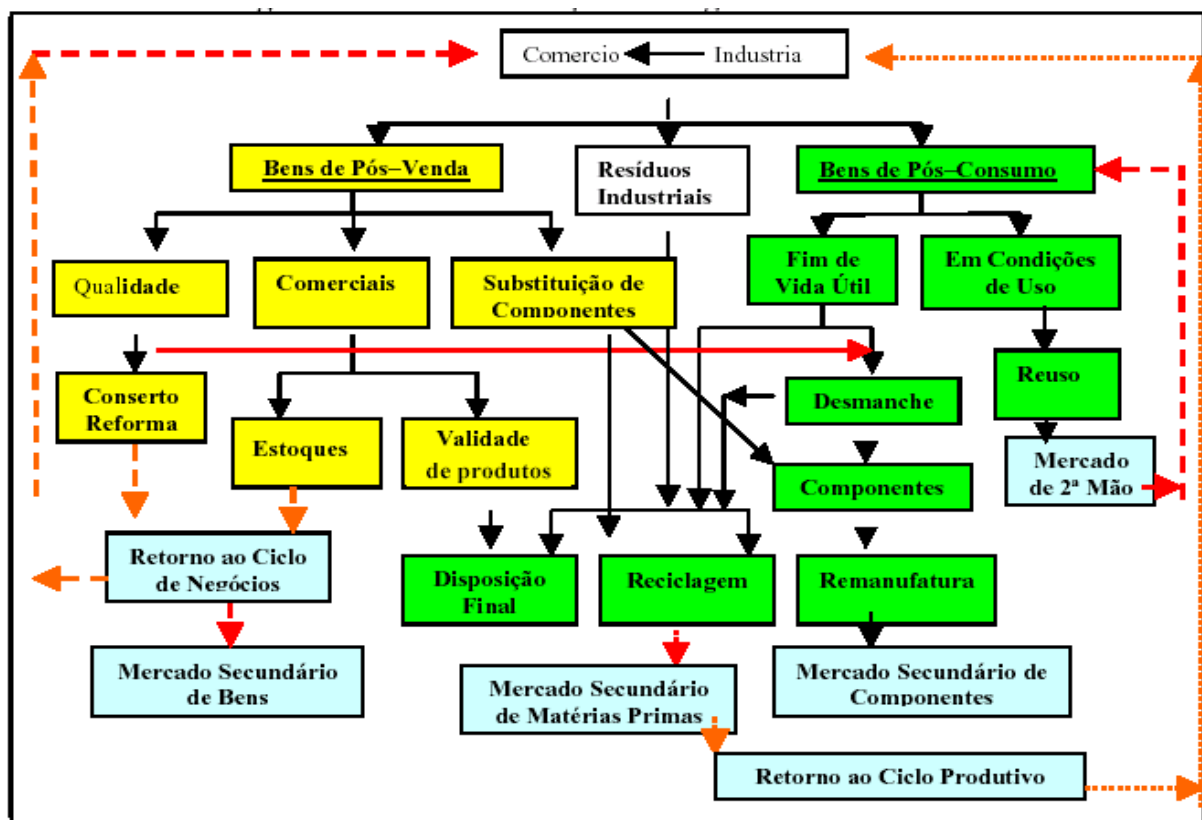 Comercio Industria
Bens de Pós–Venda
Resíduos
Industriais
Bens de Pós–Consumo
Qualidade
Comerciais
Substituição de
Componentes
Fim de
Vida Útil
Em Condições
de Uso
Conserto
Reforma
Estoques
Validade
de produtos
Desmanche
Reuso
Componentes
Mercado
de 2ª Mão
Retorno ao Ciclo
de Negócios
Disposição
Final
Reciclagem
Remanufatura
Mercado Secundário
de Bens
Mercado Secundário
de Matérias Primas
Mercado Secundário de
Componentes
Retorno ao Ciclo Produtivo